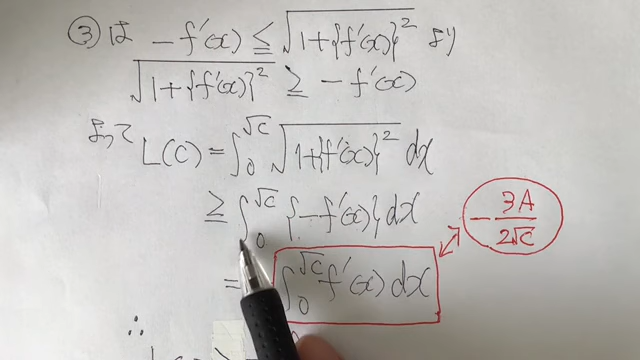 ③は -f'(x) ≦ √1+{f'(x)}² より
√1+{f'(x)}² ≧ -f'(x)
よって L(C) = ∫₀^√c √1+{f'(x)}² dx
≧ ∫₀^√c {-f'(x)}dx
= ∫₀^√c f'(x)dx
-3A/2√c
∴